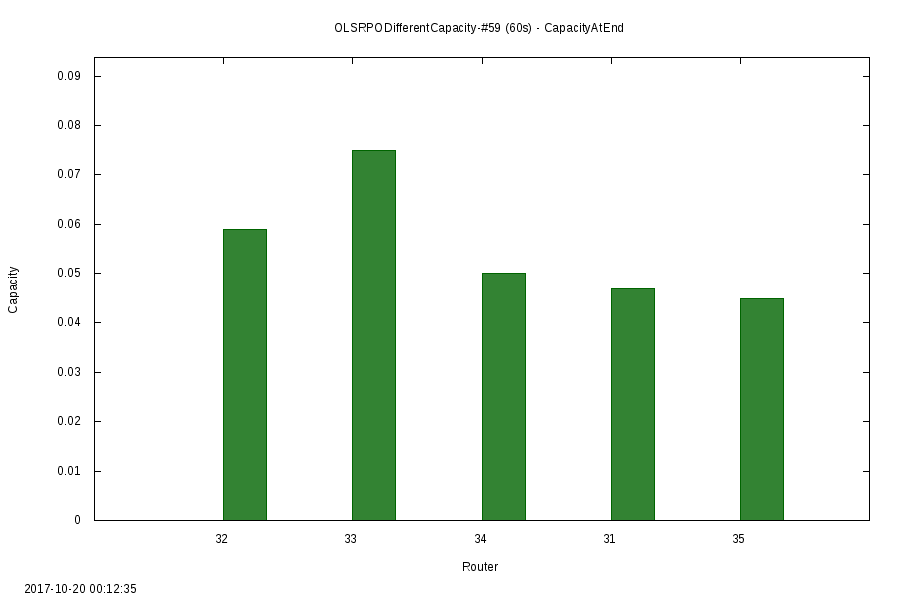 OLSRPODifferentCapacity-#59 (60s) - CapacityAtEnd
0.09
0.08
0.07
0.06
0.05
0.04
0.03
0.02
0.01
0
Capacity
32 33 34 31 35
Router
2017-10-20 00:12:35